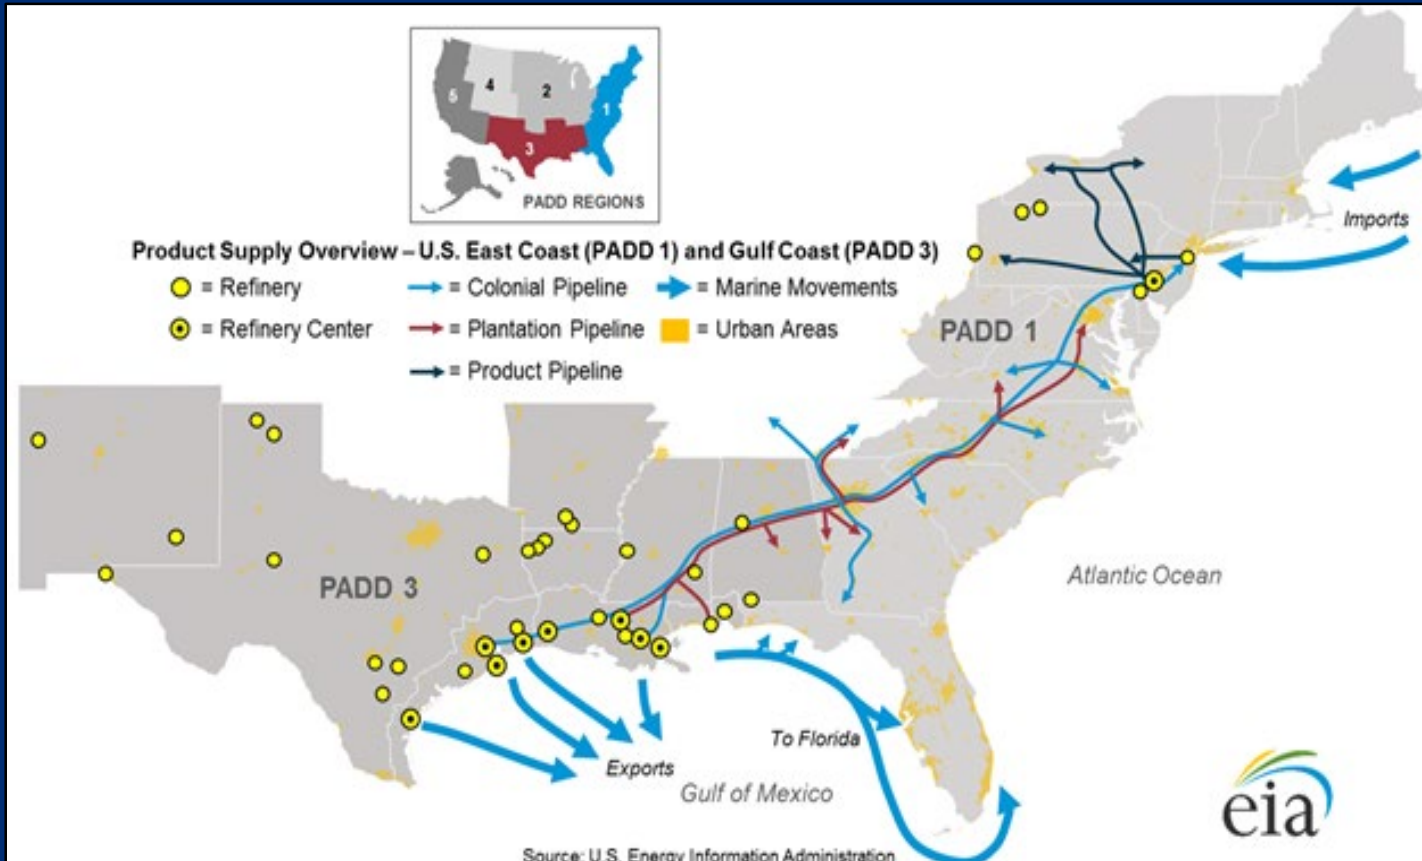 5
4
2
1
3
PADD REGIONS
Product Supply Overview – U.S. East Coast (PADD 1) and Gulf Coast (PADD 3)
= Refinery
= Colonial Pipeline
= Marine Movements
= Refinery Center
= Plantation Pipeline
= Urban Areas
= Product Pipeline
Imports
PADD 1
PADD 3
Atlantic Ocean
To Florida
Exports
Gulf of Mexico
eia
Source: U.S. Energy Information Administration